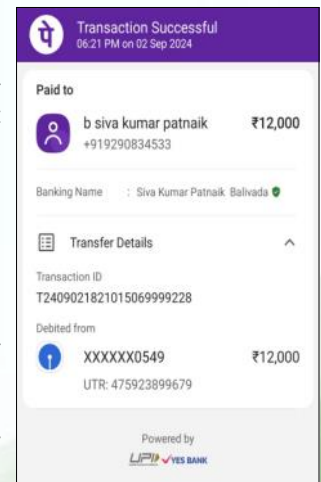 पे
Transaction Successful
06:21 PM on 02 Sep 2024
Paid to
b siva kumar patnaik ₹12,000
+919290834533
Banking Name : Siva Kumar Patnaik Balivada
Transfer Details
Transaction ID
T2409021821015069999228
Debited from
XXXXXX0549 ₹12,000
UTR: 475923899679
Powered by
UPI YES BANK